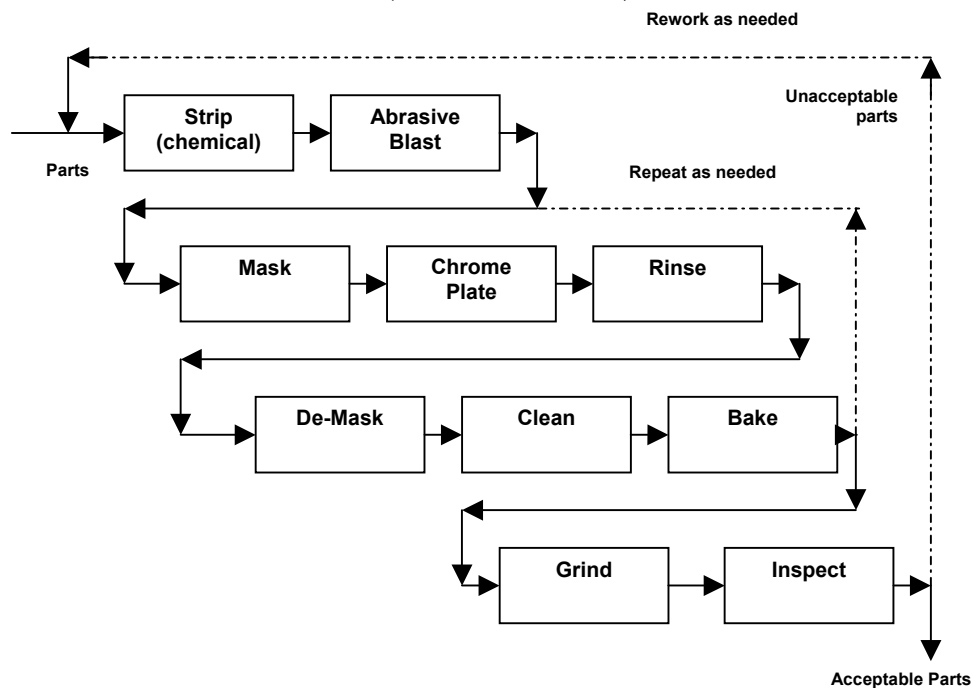 Rework as needed
Unacceptable
parts
Strip
(chemical)
Abrasive
Blast
Parts
Repeat as needed
Mask
Chrome
Plate
Rinse
De-Mask
Clean
Bake
Grind
Inspect
Acceptable Parts